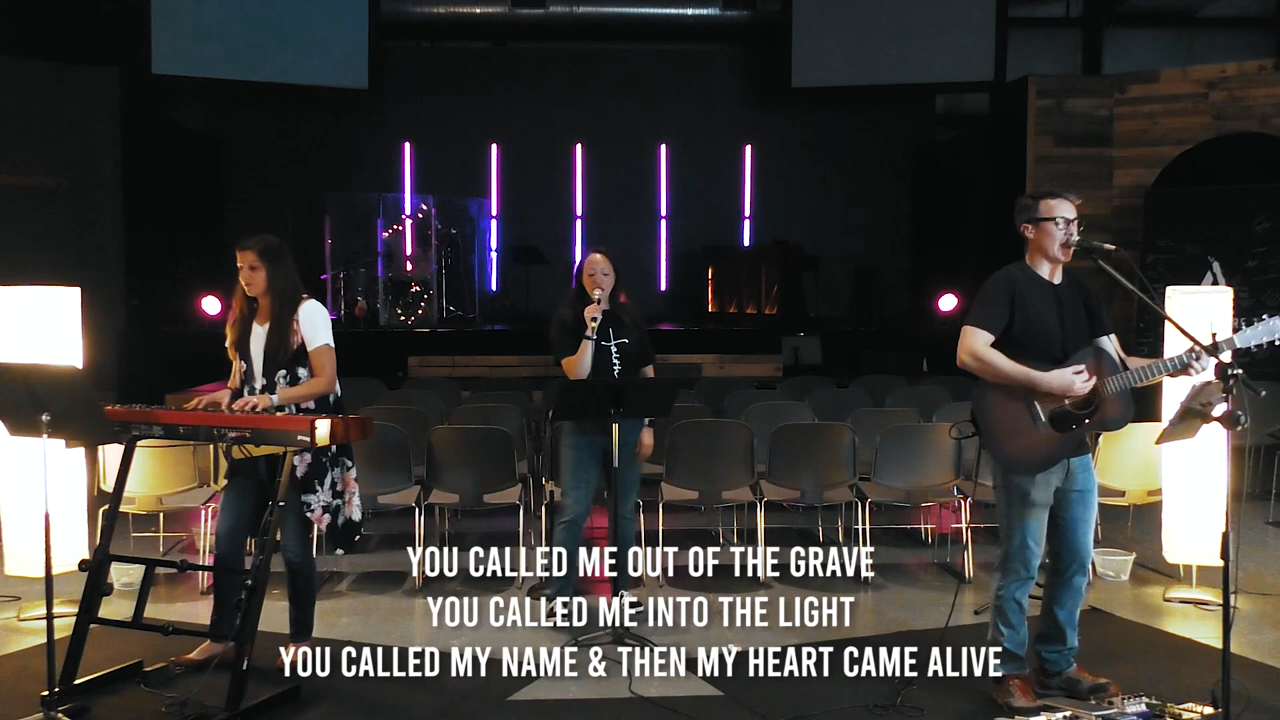 faith
YOU CALLED ME OUT OF THE GRAVE
YOU CALLED ME INTO THE LIGHT
YOU CALLED MY NAME & THEN MY HEART CAME ALIVE